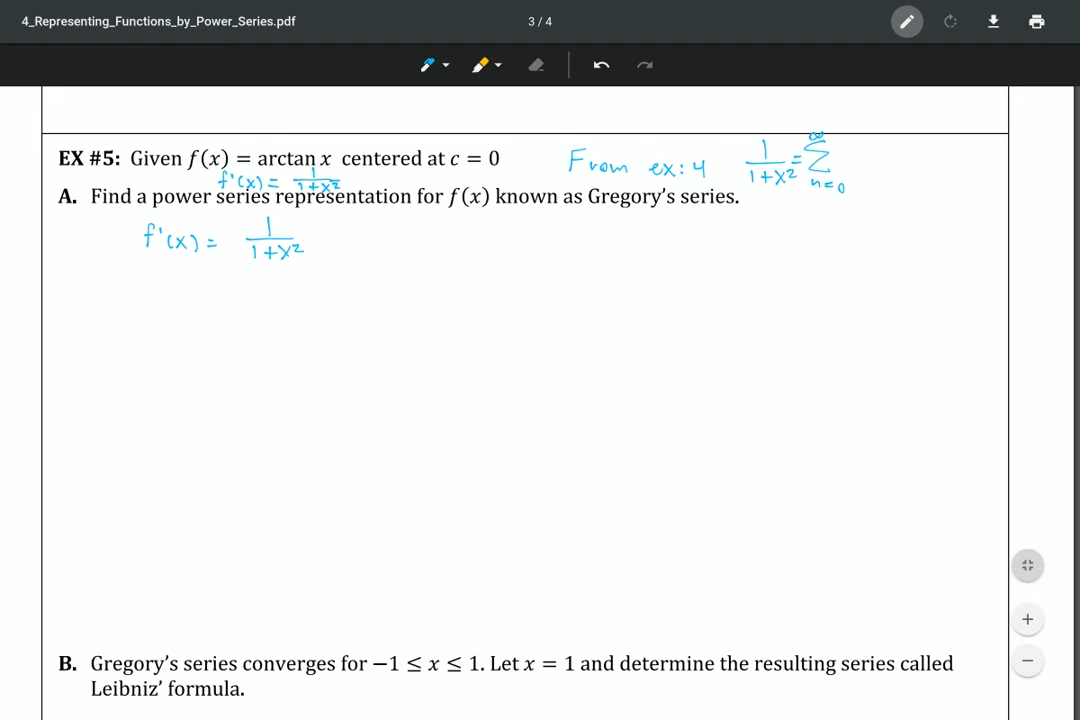 4_Representing_Functions_by_Power_Series.pdf 3 / 4
EX #5: Given f(x) = arctan x centered at c = 0 From ex: 4 1/(1+x²) = ∑_{n=0}^{∞}
f'(x) = 1/(1+x²)
A. Find a power series representation for f(x) known as Gregory's series.
f'(x) = 1/(1+x²)
B. Gregory's series converges for −1 ≤ x ≤ 1. Let x = 1 and determine the resulting series called
Leibniz' formula.